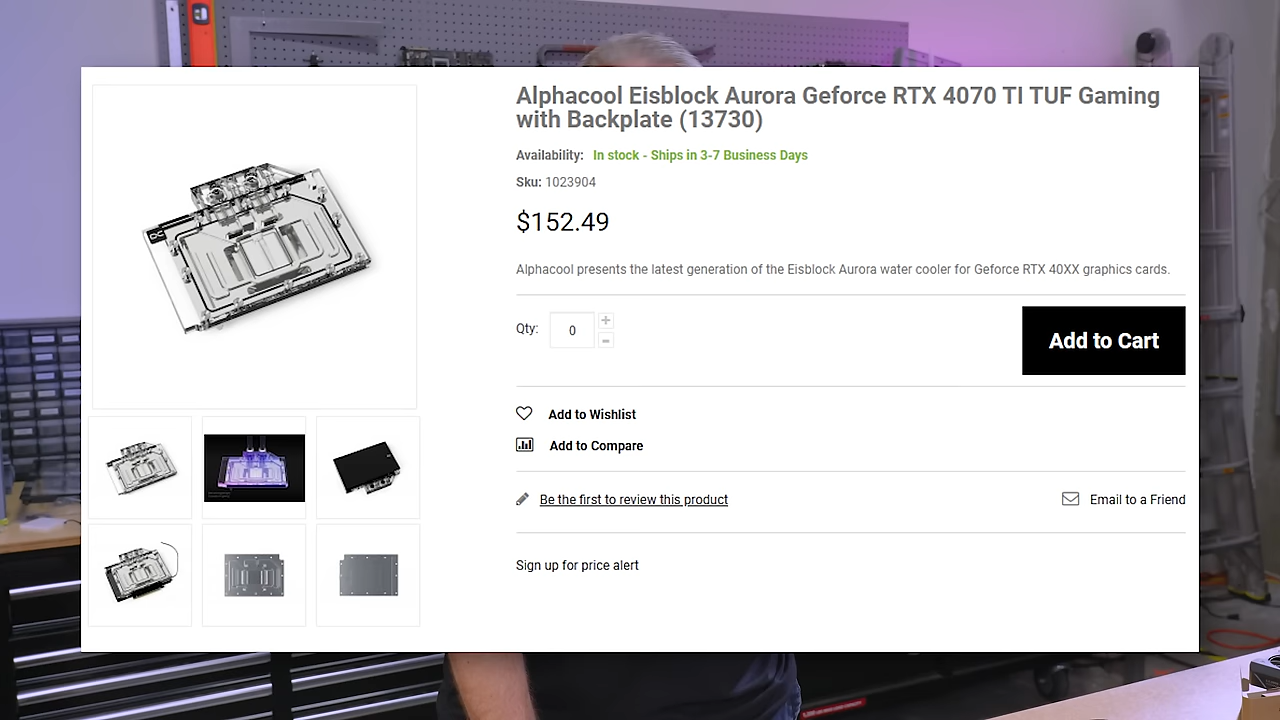 Alphacool Eisblock Aurora Geforce RTX 4070 TI TUF Gaming
with Backplate (13730)
Availability: In stock - Ships in 3-7 Business Days
Sku: 1023904
$152.49
Alphacool presents the latest generation of the Eisblock Aurora water cooler for Geforce RTX 40XX graphics cards.
Qty: 0
Add to Cart
Add to Wishlist
Add to Compare
Be the first to review this product
Email to a Friend
Sign up for price alert